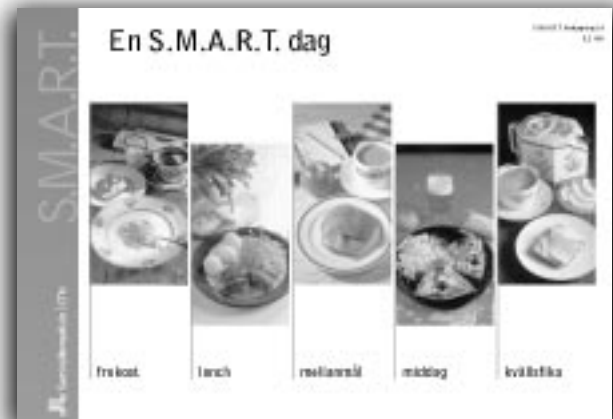 En S.M.A.R.T. dag
S.M.A.R.T.
frukost
lunch
mellanmål
middag
kvällsfika